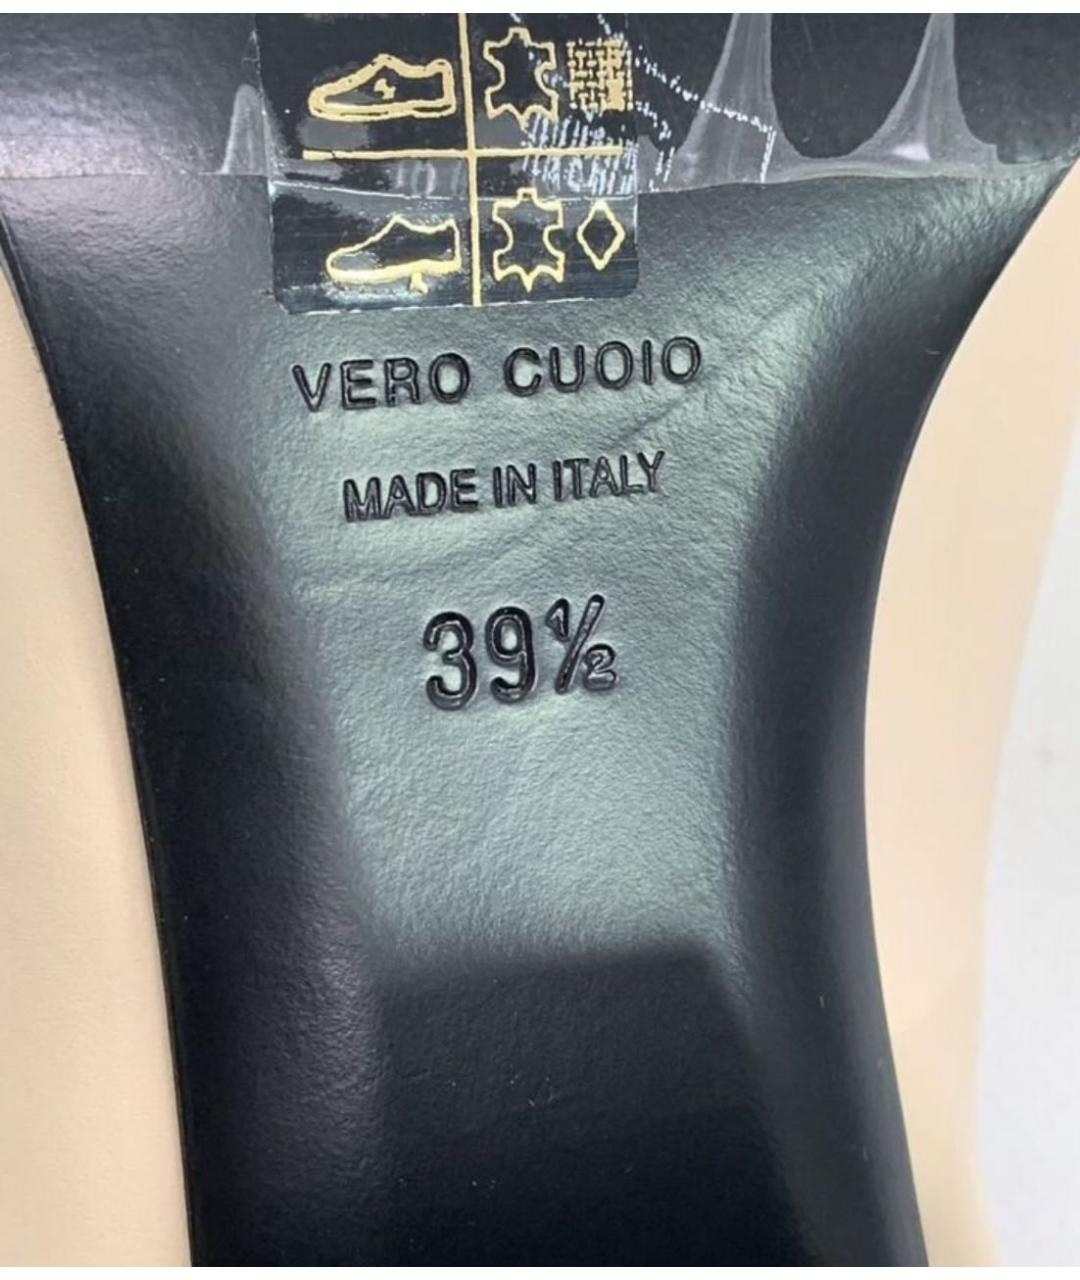 VERO CUOIO
MADE IN ITALY
39½